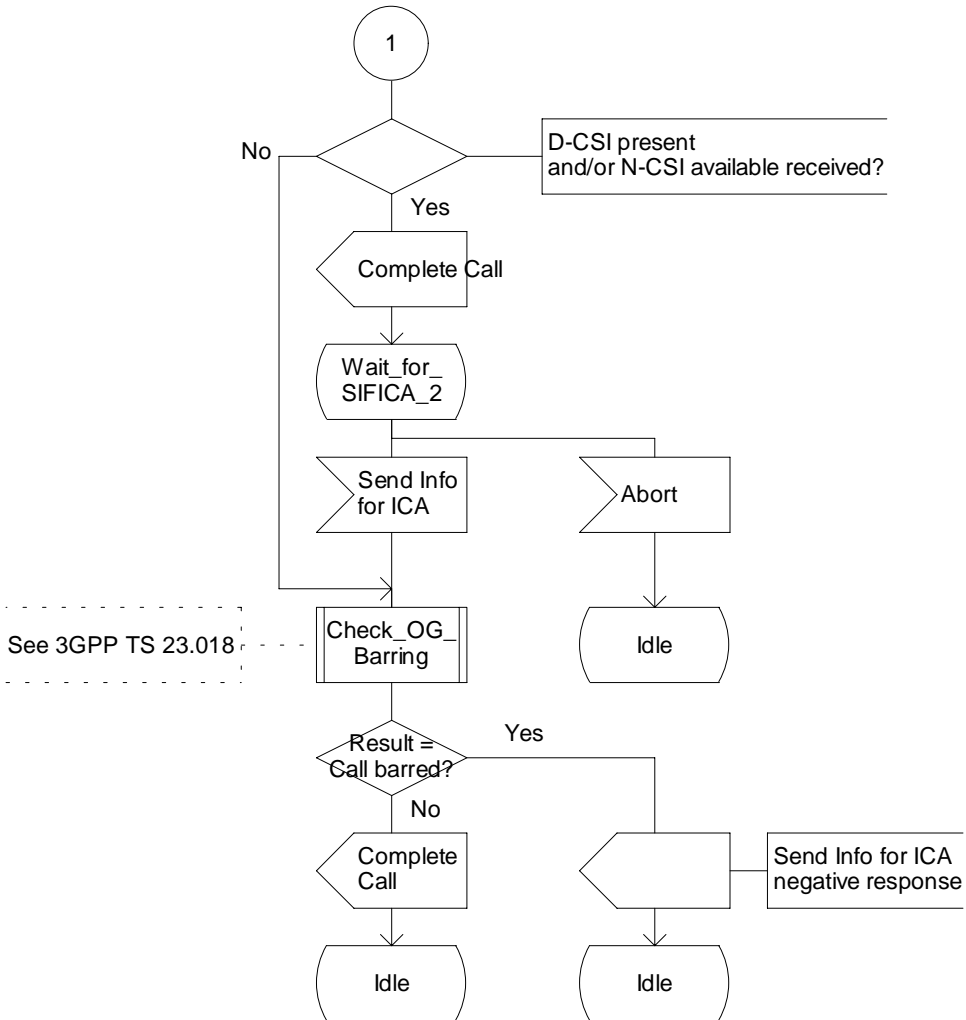 1
D-CSI present
and/or N-CSI available received?
No
Yes
Complete Call
Wait_for_
SIFICA_2
Send Info
for ICA
Abort
See 3GPP TS 23.018
Check_OG_
Barring
Idle
Result =
Call barred?
Yes
No
Complete
Call
Send Info for ICA
negative response
Idle
Idle